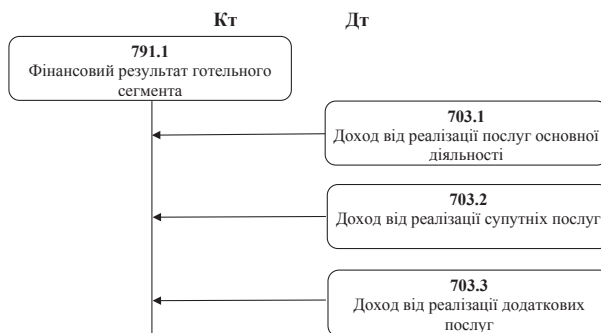 Кт Дт
791.1
Фінансовий результат готельного
сегмента
703.1
Доход від реалізації послуг основної
діяльності
703.2
Доход від реалізації супутніх послуг
703.3
Доход від реалізації додаткових
послуг